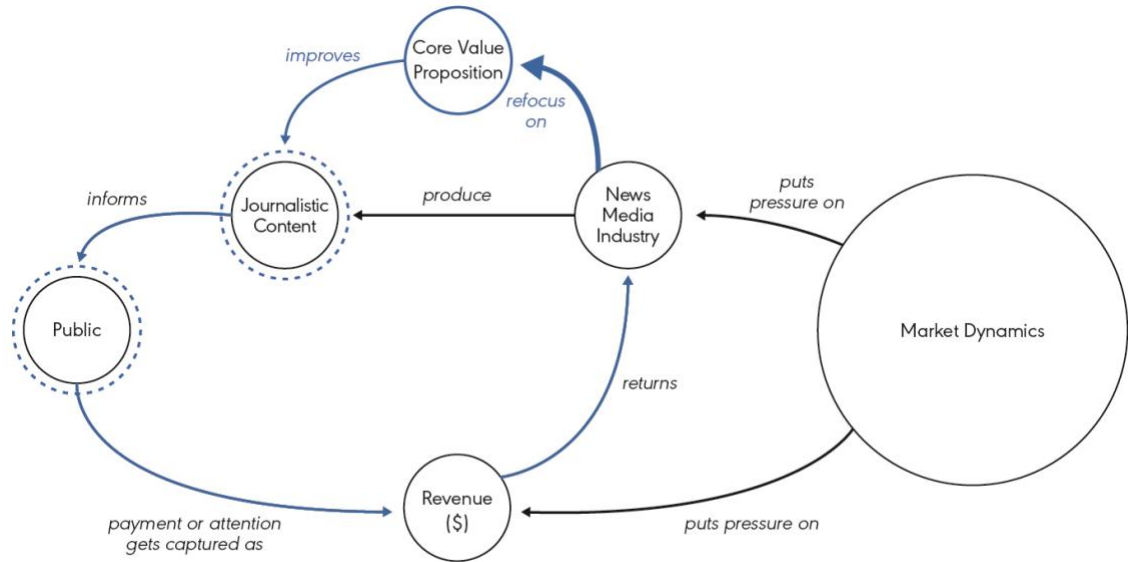 Core Value
Proposition
improves
refocus
on
informs
Journalistic
Content
produce
News
Media
Industry
puts
pressure on
Public
Market Dynamics
returns
payment or attention
gets captured as
Revenue
($)
puts pressure on